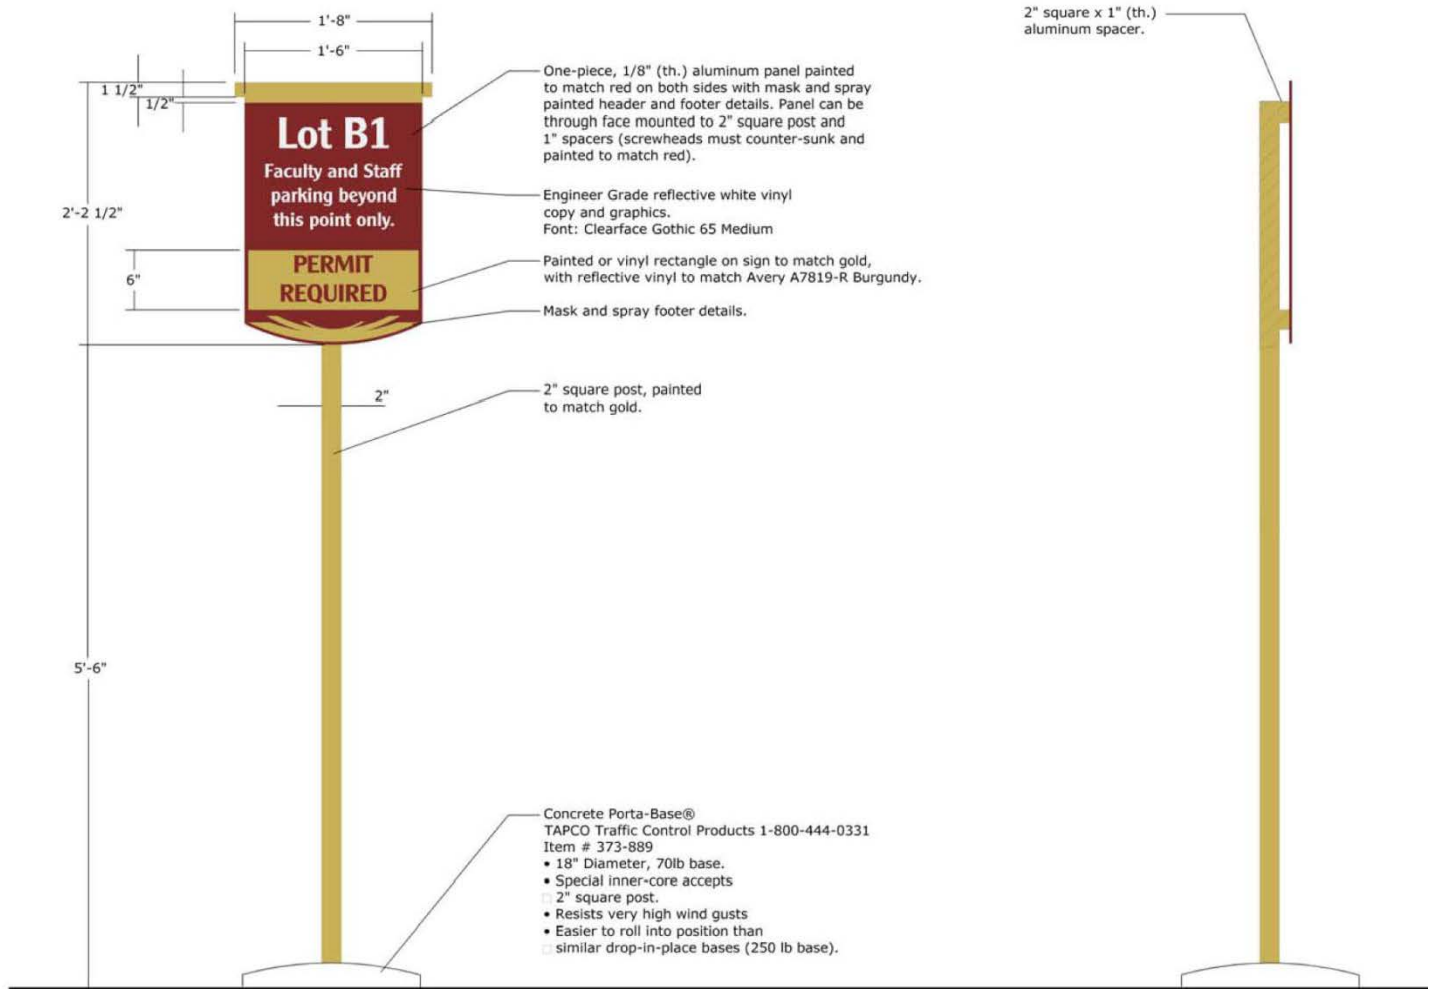 1'-8"
1'-6"
2" square x 1" (th.)
aluminum spacer.
1 1/2"
1/2"
2'-2 1/2"
6"
Lot B1
Faculty and Staff
parking beyond
this point only.
PERMIT
REQUIRED
One-piece, 1/8" (th.) aluminum panel painted
to match red on both sides with mask and spray
painted header and footer details. Panel can be
through face mounted to 2" square post and
1" spacers (screwheads must counter-sunk and
painted to match red).
Engineer Grade reflective white vinyl
copy and graphics.
Font: Clearface Gothic 65 Medium
Painted or vinyl rectangle on sign to match gold,
with reflective vinyl to match Avery A7819-R Burgundy.
Mask and spray footer details.
2"
2" square post, painted
to match gold.
5'-6"
Concrete Porta-Base®
TAPCO Traffic Control Products 1-800-444-0331
Item # 373-889
• 18" Diameter, 70lb base.
• Special inner-core accepts
□ 2" square post.
• Resists very high wind gusts
• Easier to roll into position than
□ similar drop-in-place bases (250 lb base).